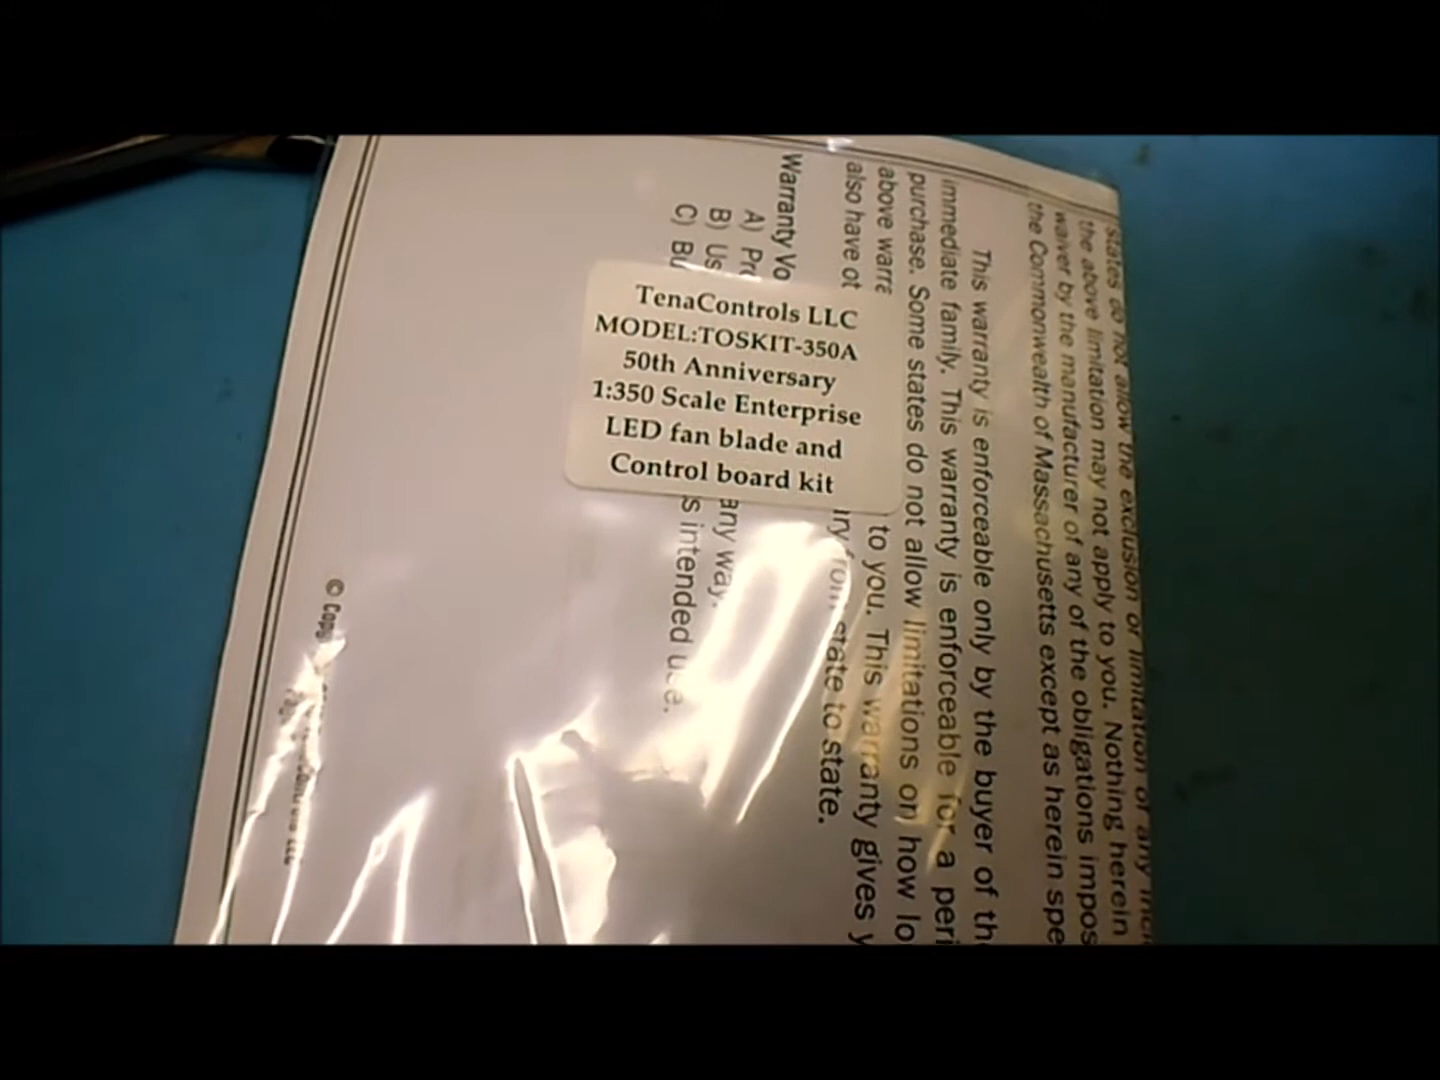 TenaControls LLC
MODEL:TOSKIT-350A
50th Anniversary
1:350 Scale Enterprise
LED fan blade and
Control board kit
states do not allow the exclusion or limitation of any
the above limitation may not apply to you. Nothing herein
waiver by the manufacturer of any of the obligations impos
the Commonwealth of Massachusetts except as herein spe
This warranty is enforceable only by the buyer of th
immediate family. This warranty is enforceable for a peri
purchase. Some states do not allow limitations on how lo
above warra to you. This warranty gives y
also have ot ary from state to state.
Warranty Vo
A) Pro
B) Us any way.
C) Bu s intended use.
©